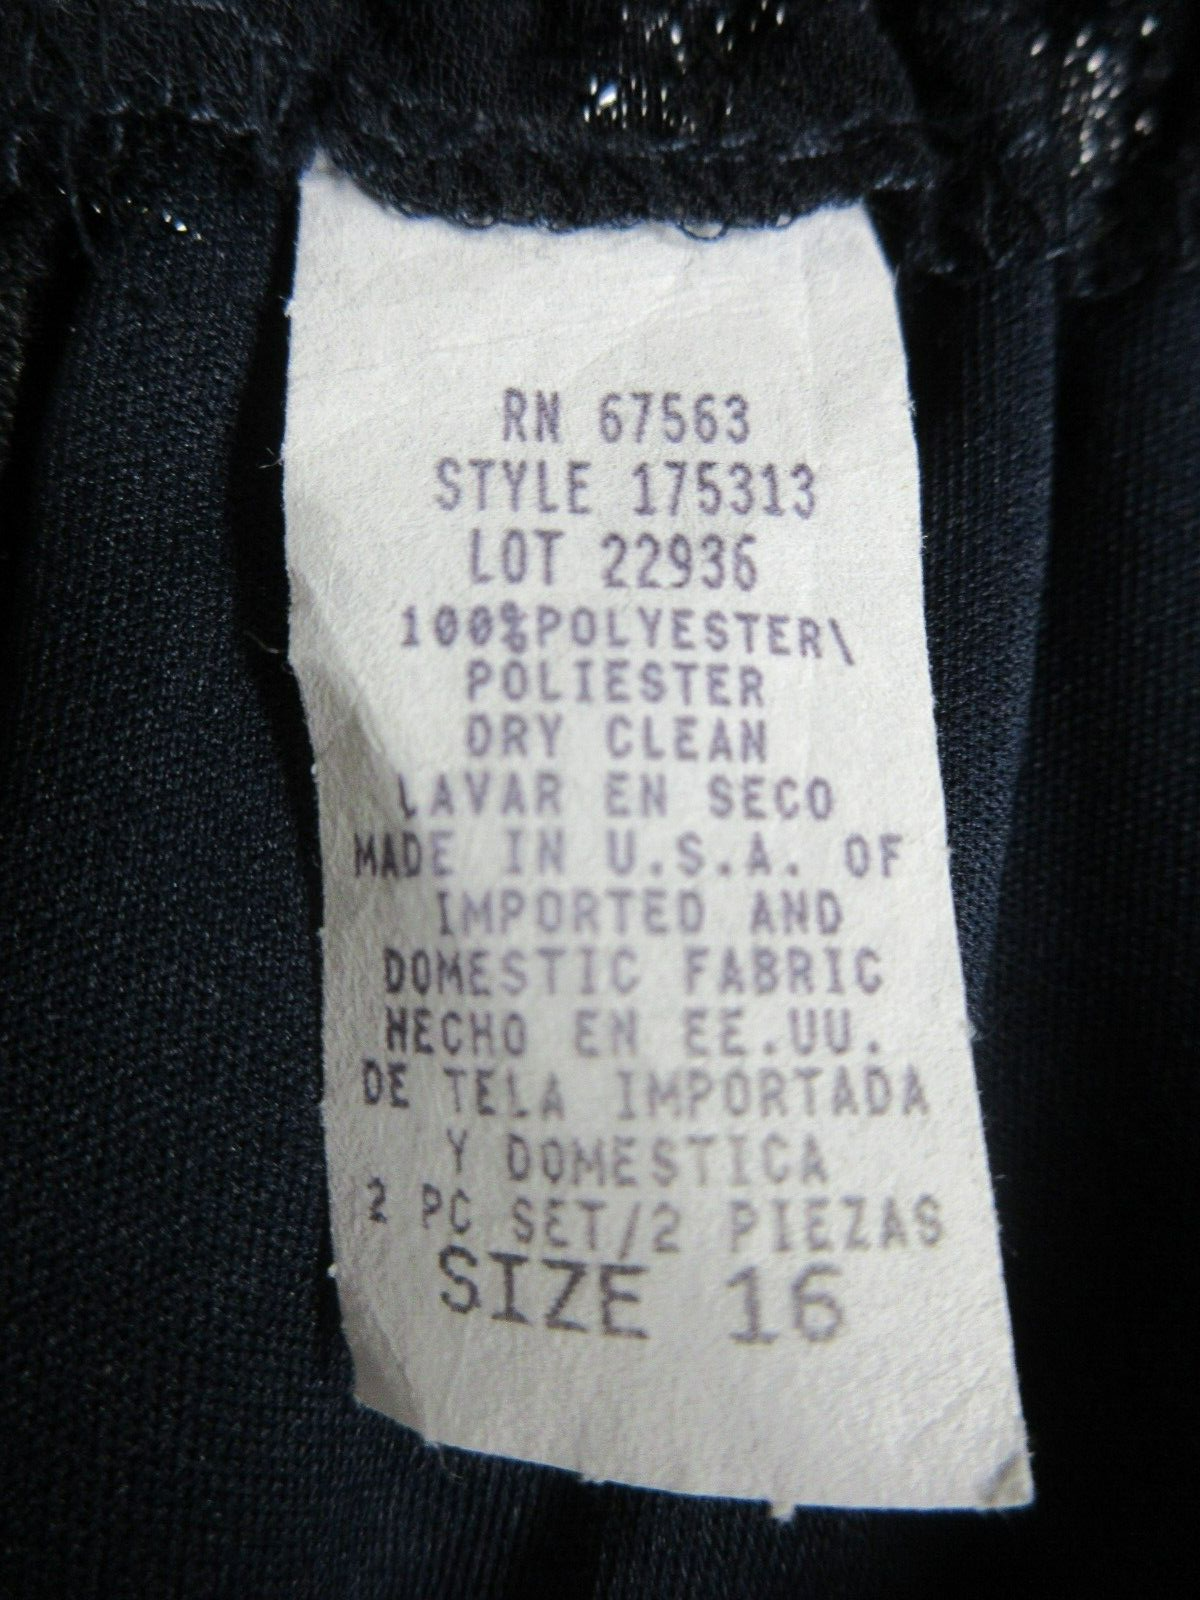 RN 67563
STYLE 175313
LOT 22936
100%POLYESTER\
POLIESTER
DRY CLEAN
LAVAR EN SECO
MADE IN U.S.A. OF
IMPORTED AND
DOMESTIC FABRIC
HECHO EN EE.UU.
DE TELA IMPORTADA
Y DOMESTICA
2 PC SET/2 PIEZAS
SIZE 16